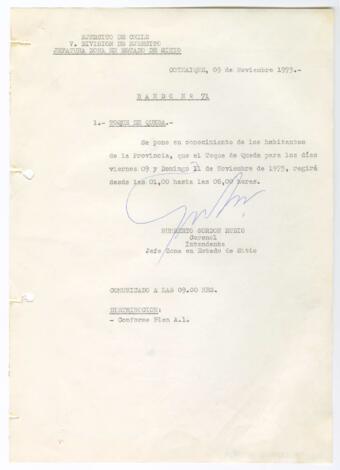 EJERCITO DE CHILE
V. DIVISION DE EJERCITO
JEFATURA ZONA EN ESTADO DE SITIO
COYHAIQUE, 09 de Noviembre 1973.-
B A N D O  N° 71
1.- TOQUE DE QUEDA.-
Se pone en conocimiento de los habitantes
de la Provincia, que el Toque de Queda para los días
viernes 09 y Domingo 11 de Noviembre de 1973, regirá
desde las 01,00 hasta las 06,00 horas.
HUMBERTO GORDON RUBIO
Coronel
Intendente
Jefe Zona en Estado de Sitio
COMUNICADO A LAS 09.00 HRS.
DISTRIBUCION:
- Conforme Plan A.1.